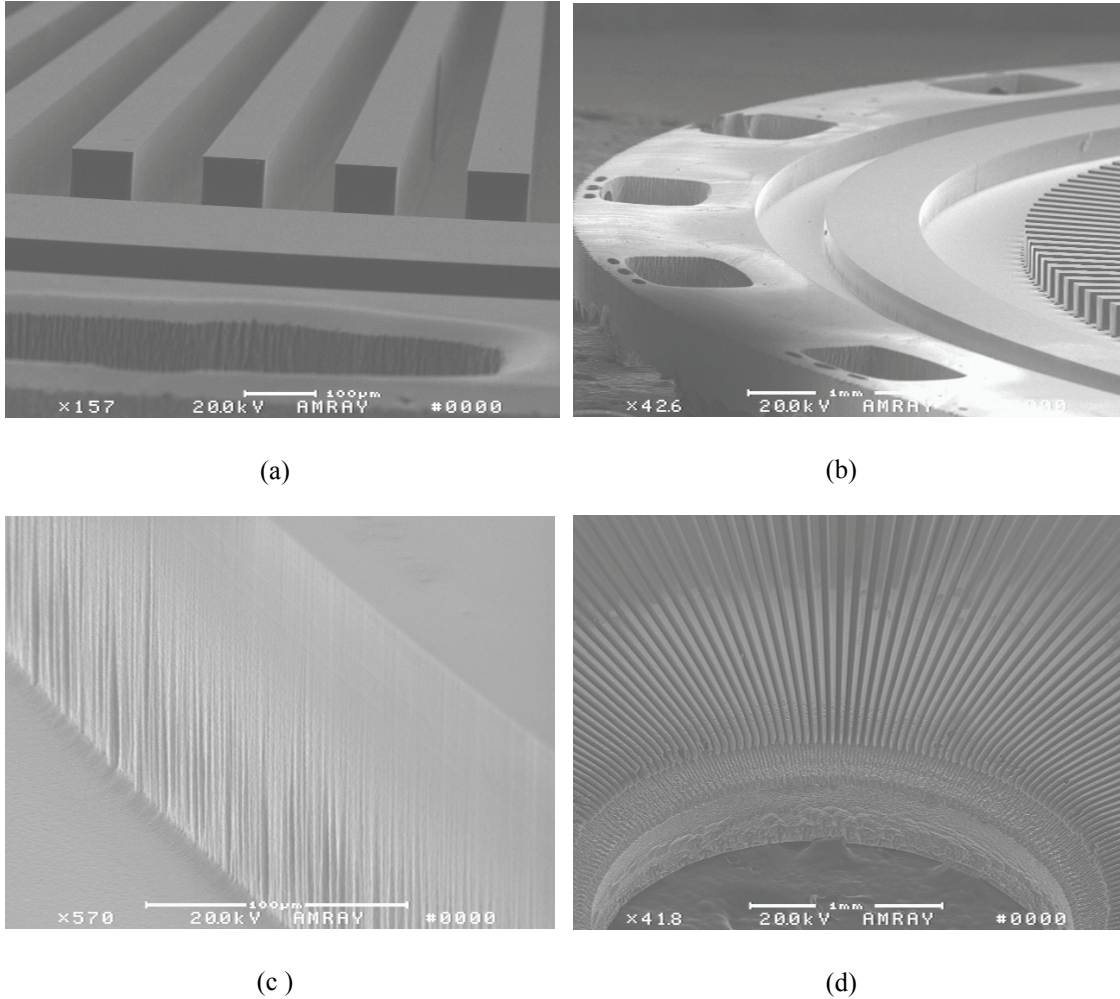 100µm
×157 20.0kV AMRAY #0000
1mm
×42.6 20.0kV AMRAY
(a)
(b)
100µm
×570 20.0kV AMRAY #0000
1mm
×41.8 20.0kV AMRAY #0000
(c )
(d)